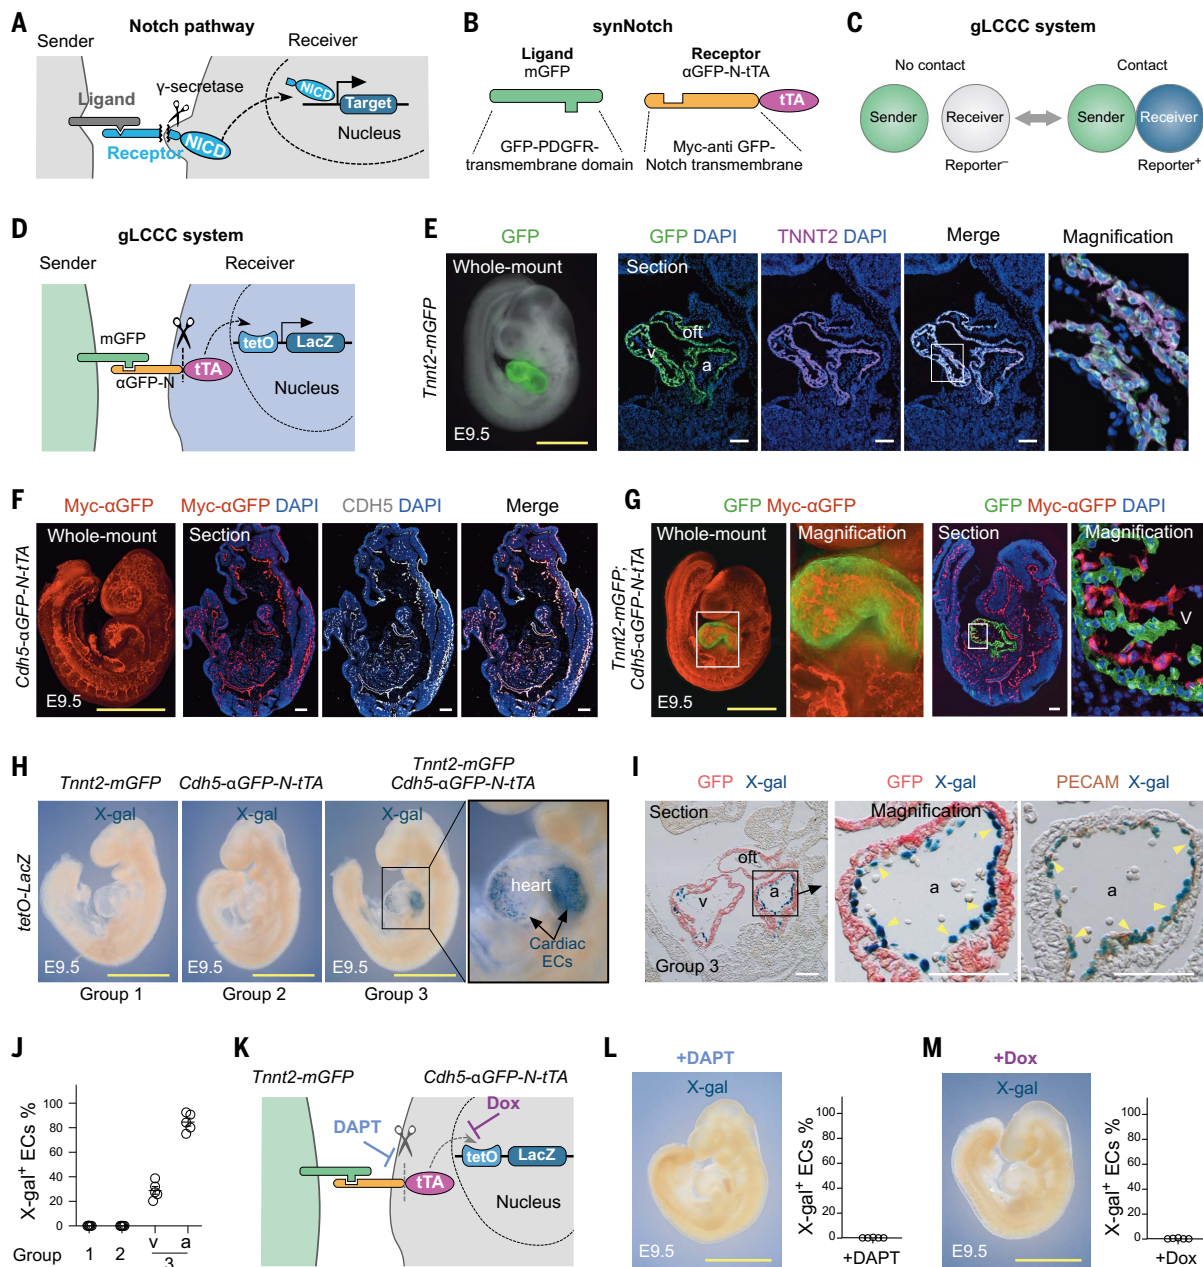 A
Notch pathway
Sender
Receiver
γ-secretase
Ligand
Receptor
NICD
NICD
Target
Nucleus
B
synNotch
Ligand
mGFP
Receptor
αGFP-N-tTA
tTA
GFP-PDGFR-
transmembrane domain
Myc-anti GFP-
Notch transmembrane
C
gLCCC system
No contact
Contact
Sender
Receiver
Sender
Receiver
Reporter⁻
Reporter⁺
D
gLCCC system
Sender
Receiver
mGFP
αGFP-N
tTA
tetO
LacZ
Nucleus
E
GFP
GFP DAPI
TNNT2 DAPI
Merge
Magnification
Tnnt2-mGFP
Whole-mount
Section
oft
v
a
E9.5
F
Myc-αGFP
Myc-αGFP DAPI
CDH5 DAPI
Merge
Cdh5-αGFP-N-tTA
Whole-mount
Section
E9.5
G
GFP Myc-αGFP
GFP Myc-αGFP DAPI
Tnnt2-mGFP;
Cdh5-αGFP-N-tTA
Whole-mount
Magnification
Section
Magnification
V
E9.5
H
Tnnt2-mGFP
Cdh5-αGFP-N-tTA
Tnnt2-mGFP
Cdh5-αGFP-N-tTA
tetO-LacZ
X-gal
X-gal
X-gal
heart
Cardiac
ECs
E9.5
E9.5
E9.5
Group 1
Group 2
Group 3
I
GFP X-gal
GFP X-gal
PECAM X-gal
Section
Magnification
oft
v
a
a
a
Group 3
J
X-gal⁺ ECs %
100
80
60
40
20
0
Group
1
2
v
a
3
K
Tnnt2-mGFP
Cdh5-αGFP-N-tTA
DAPT
Dox
tetO
LacZ
tTA
Nucleus
L
+DAPT
X-gal
E9.5
X-gal⁺ ECs %
100
80
60
40
20
0
+DAPT
M
+Dox
X-gal
E9.5
X-gal⁺ ECs %
100
80
60
40
20
0
+Dox